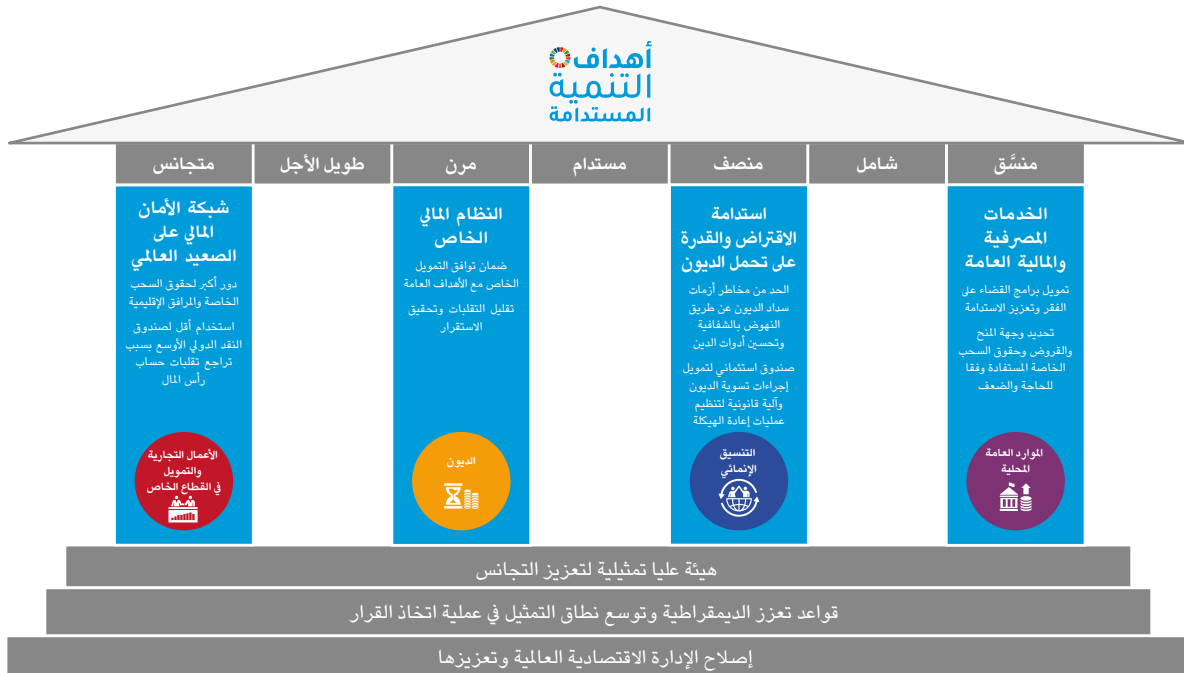 أهداف
التنمية
المستدامة
منسَّق
شامل
منصف
مستدام
مرن
طويل الأجل
متجانس
الخدمات
المصرفية
والمالية العامة
تمويل برامج القضاء على
الفقر وتعزيز الاستدامة
تحديد وجهة المنح
والقروض وحقوق السحب
الخاصة المستفادة وفقا
للحاجة والضعف
الموارد العامة
المحلية
استدامة
الاقتراض والقدرة
على تحمل الديون
الحد من مخاطر أزمات
سداد الديون عن طريق
النهوض بالشفافية
وتحسين أدوات الدين
صندوق استئماني لتمويل
إجراءات تسوية الديون
وآلية قانونية لتنظيم
عمليات إعادة الهيكلة
التنسيق
الإنمائي
النظام المالي
الخاص
ضمان توافق التمويل
الخاص مع الأهداف العامة
تقليل التقلبات وتحقيق
الاستقرار
الديون
شبكة الأمان
المالي على
الصعيد العالمي
دور أكبر لحقوق السحب
الخاصة والمرافق الإقليمية
استخدام أقل لصندوق
النقد الدولي الأوسع بسبب
تراجع تقلبات حساب
رأس المال
الأعمال التجارية
والتمويل
في القطاع الخاص
هيئة عليا تمثيلية لتعزيز التجانس
قواعد تعزز الديمقراطية وتوسع نطاق التمثيل في عملية اتخاذ القرار
إصلاح الإدارة الاقتصادية العالمية وتعزيزها